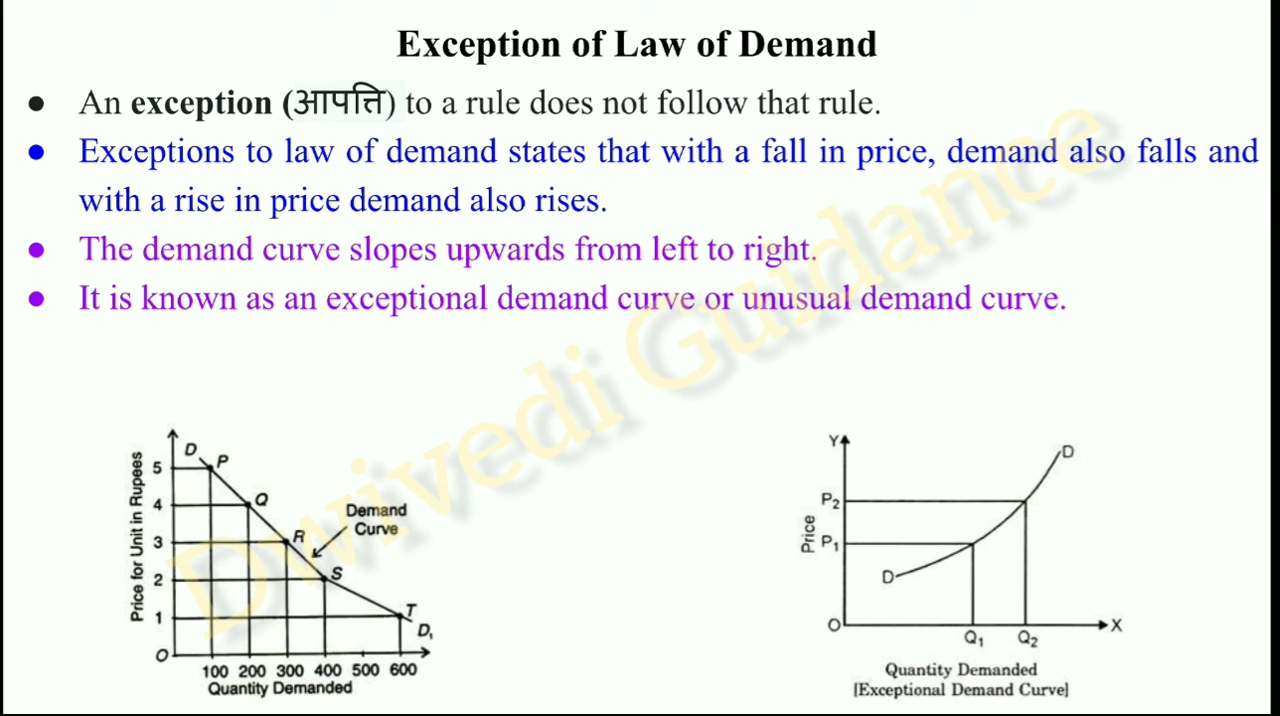 Exception of Law of Demand
● An exception (आपत्ति) to a rule does not follow that rule.
● Exceptions to law of demand states that with a fall in price, demand also falls and
with a rise in price demand also rises.
● The demand curve slopes upwards from left to right.
● It is known as an exceptional demand curve or unusual demand curve.
Dwivedi Guidance
Price for Unit in Rupees
D P
5
4 Q
3 R
2 S
1 T
D₁
Demand
Curve
O
100 200 300 400 500 600
Quantity Demanded
Y
D
P₂
Price
P₁
D
O X
Q₁ Q₂
Quantity Demanded
[Exceptional Demand Curve]